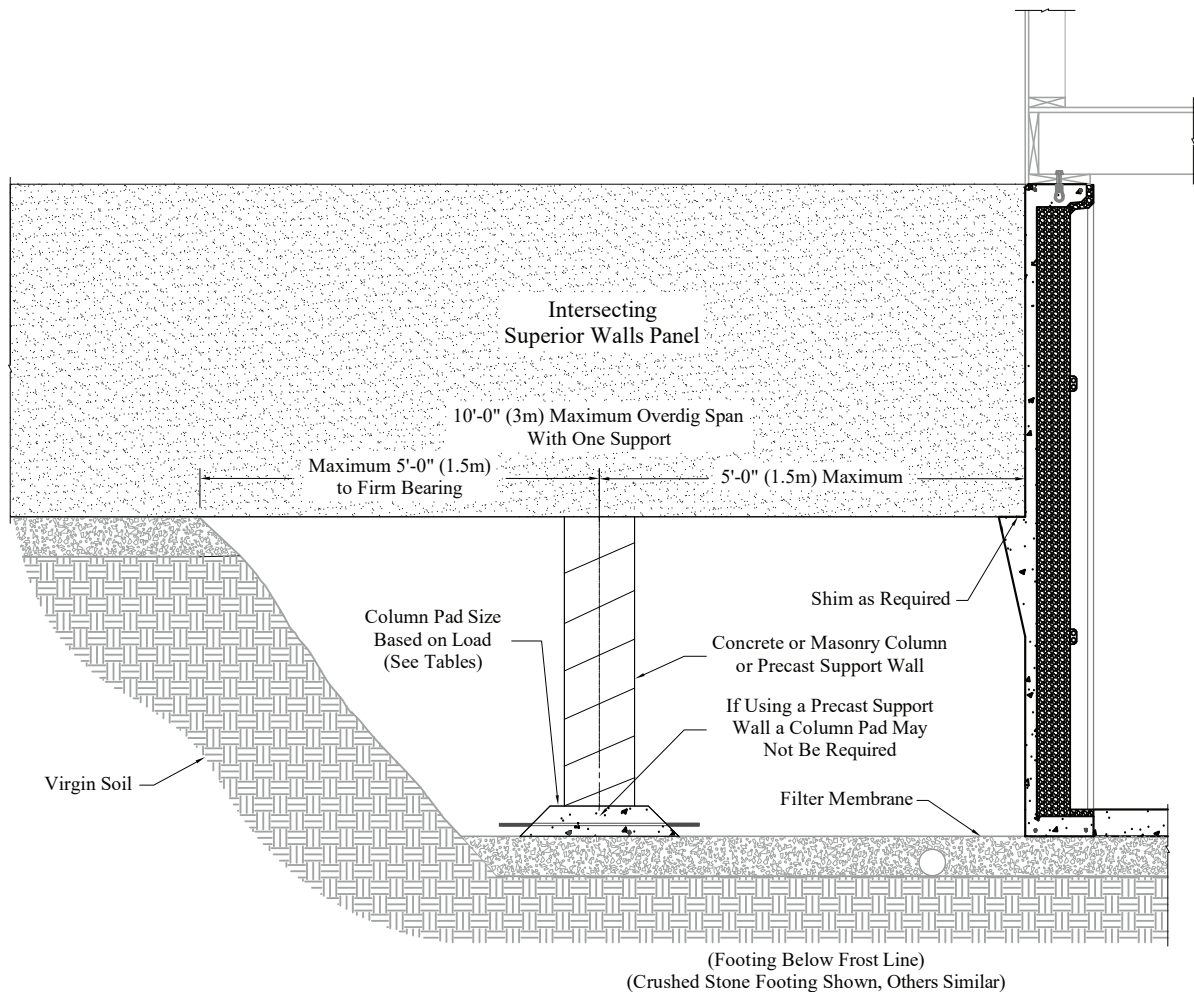 Intersecting
Superior Walls Panel
10'-0" (3m) Maximum Overdig Span
With One Support
Maximum 5'-0" (1.5m)
to Firm Bearing
5'-0" (1.5m) Maximum
Shim as Required
Column Pad Size
Based on Load
(See Tables)
Concrete or Masonry Column
or Precast Support Wall
If Using a Precast Support
Wall a Column Pad May
Not Be Required
Virgin Soil
Filter Membrane
(Footing Below Frost Line)
(Crushed Stone Footing Shown, Others Similar)